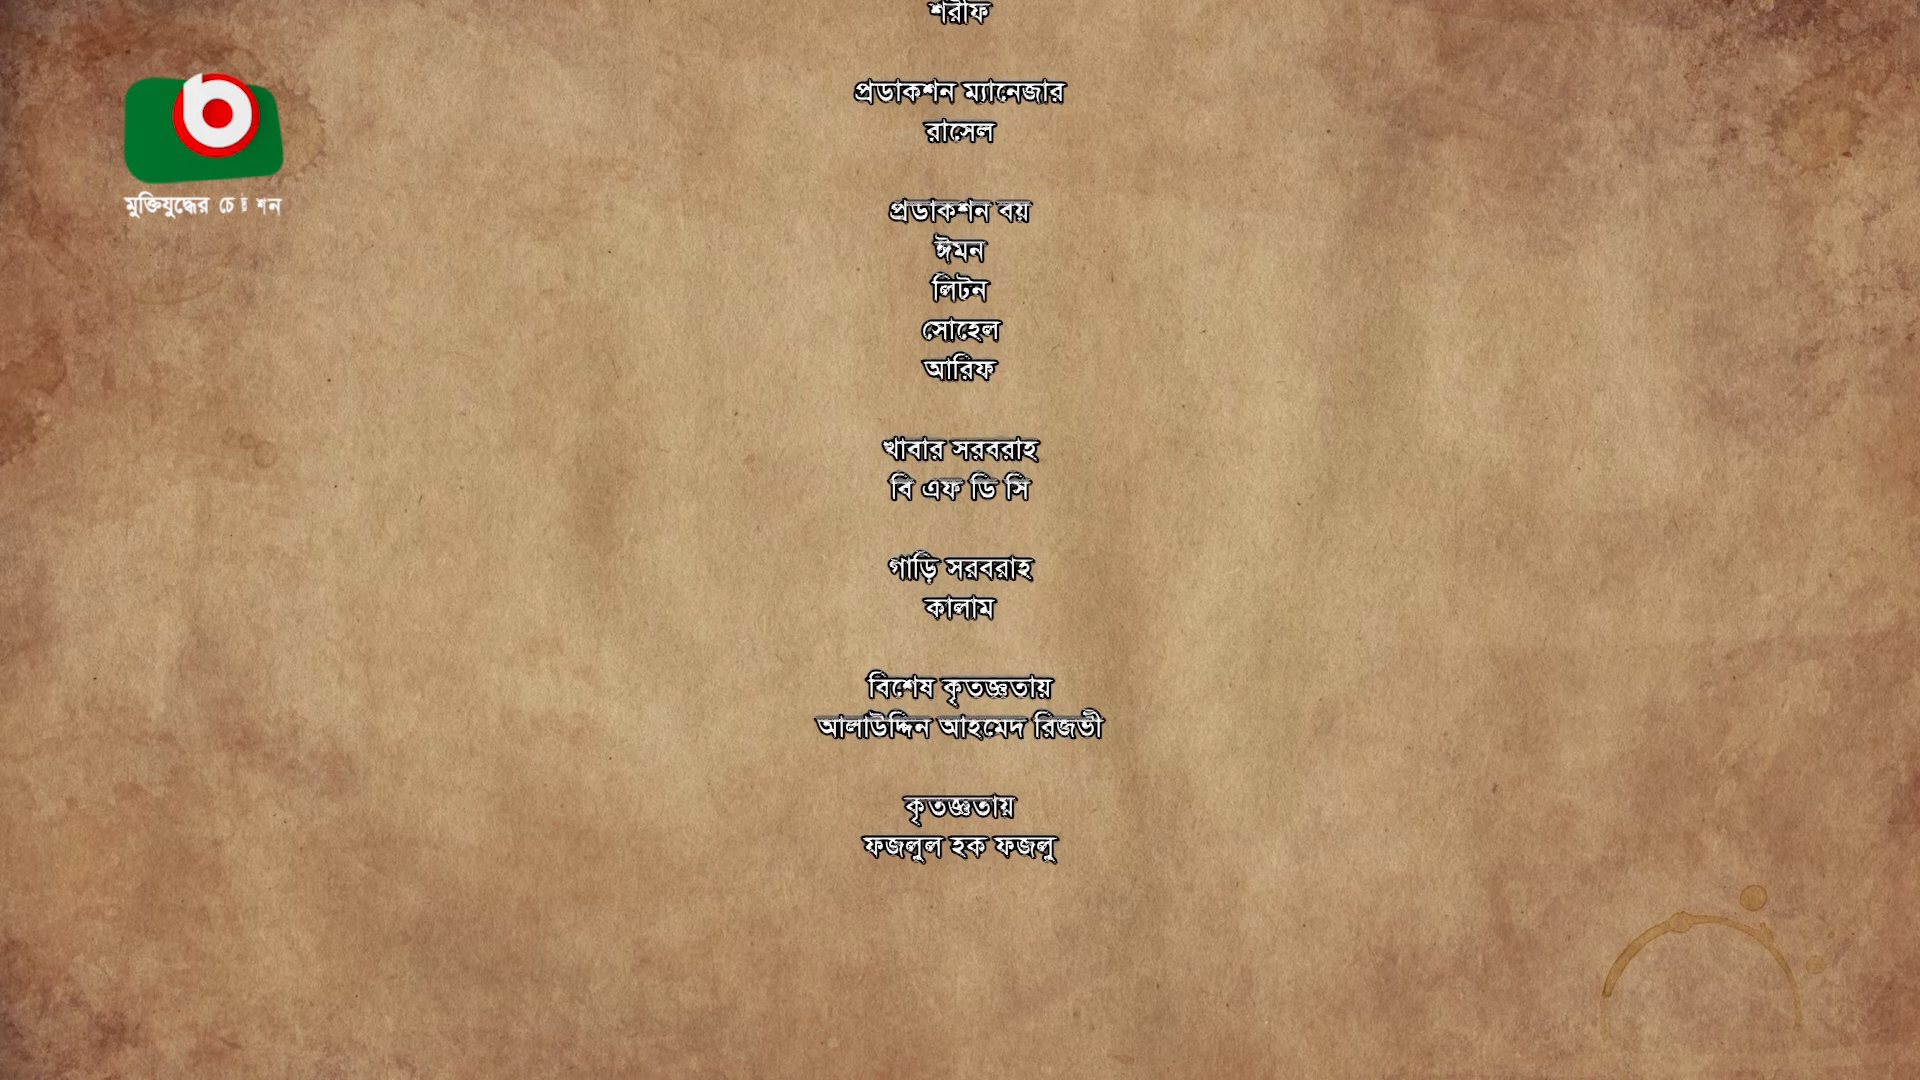 শরীফ
প্রডাকশন ম্যানেজার
রাসেল
মুক্তিযুদ্ধের
প্রডাকশন বয়
ঈমন
লিটন
সোহেল
আরিফ
খাবার সরবরাহ
বি এফ ডি সি
গাড়ি সরবরাহ
কালাম
বিশেষ কৃতজ্ঞতায়
আলাউদ্দিন আহমেদ রিজভী
কৃতজ্ঞতায়
ফজলুল হক ফজলু